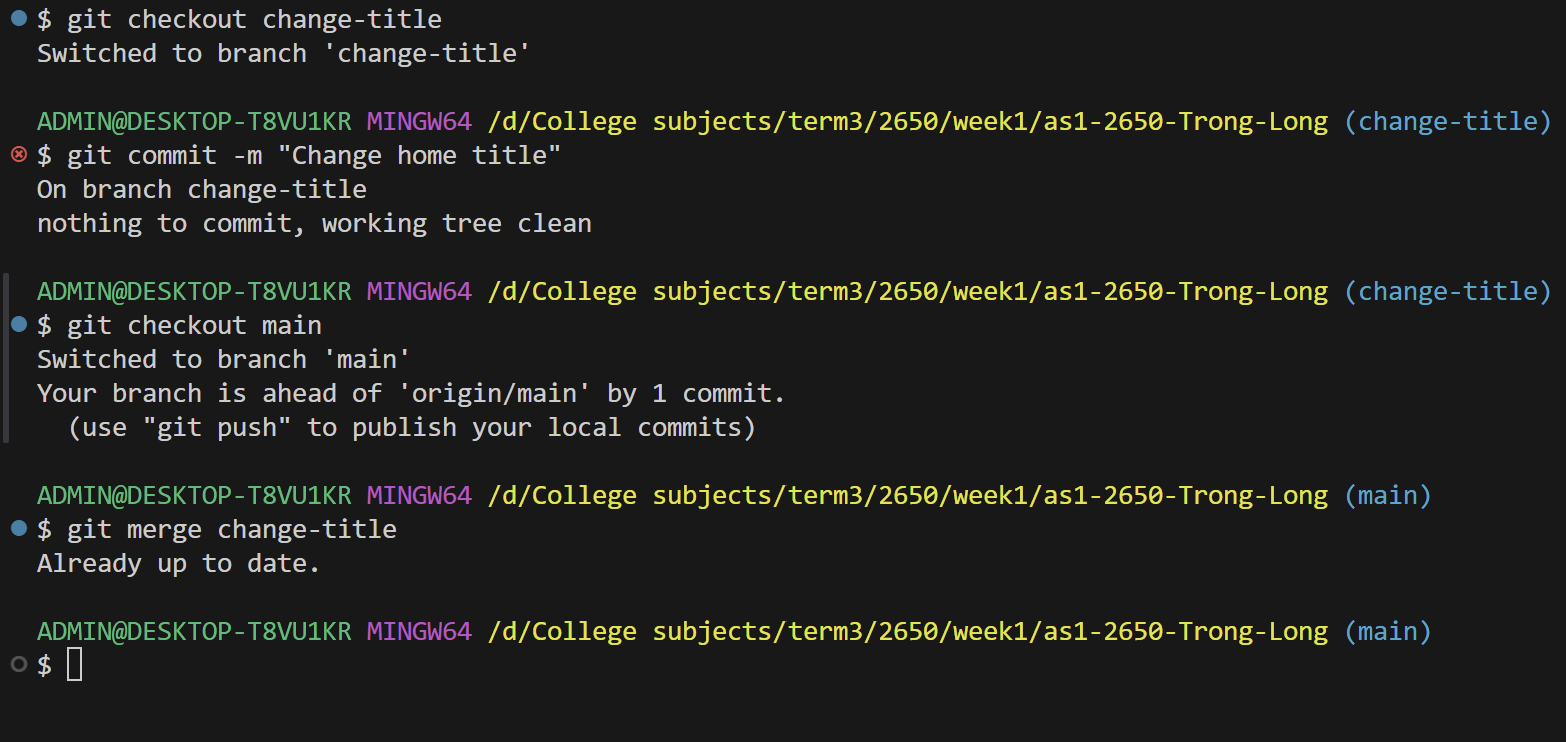 $ git checkout change-title
Switched to branch 'change-title'
ADMIN@DESKTOP-T8VU1KR MINGW64 /d/College subjects/term3/2650/week1/as1-2650-Trong-Long (change-title)
$ git commit -m "Change home title"
On branch change-title
nothing to commit, working tree clean
ADMIN@DESKTOP-T8VU1KR MINGW64 /d/College subjects/term3/2650/week1/as1-2650-Trong-Long (change-title)
$ git checkout main
Switched to branch 'main'
Your branch is ahead of 'origin/main' by 1 commit.
  (use "git push" to publish your local commits)
ADMIN@DESKTOP-T8VU1KR MINGW64 /d/College subjects/term3/2650/week1/as1-2650-Trong-Long (main)
$ git merge change-title
Already up to date.
ADMIN@DESKTOP-T8VU1KR MINGW64 /d/College subjects/term3/2650/week1/as1-2650-Trong-Long (main)
$